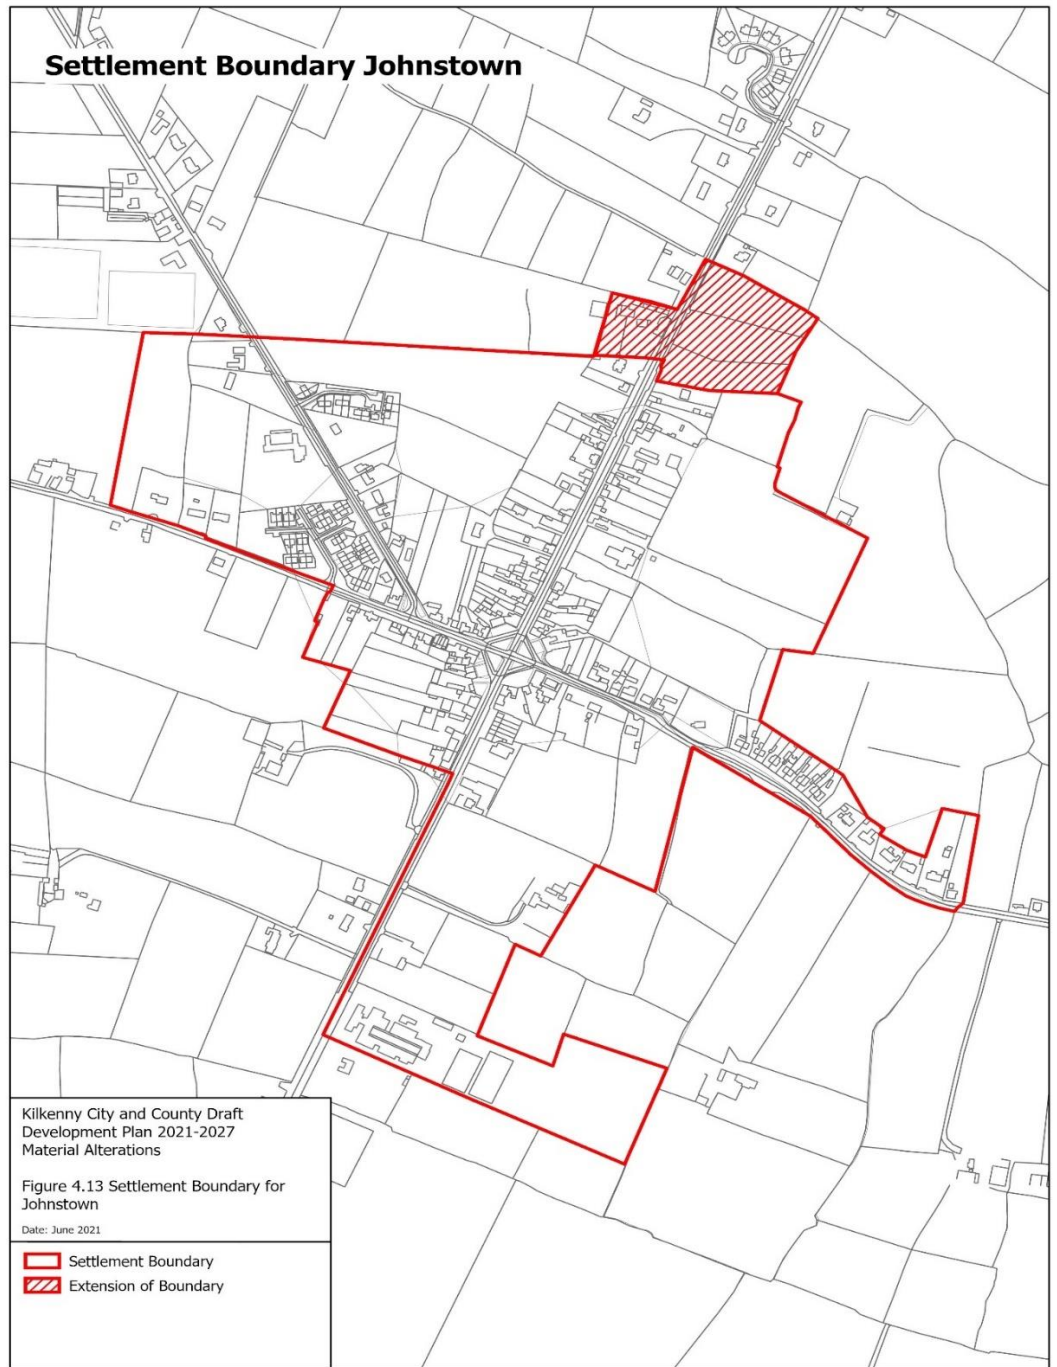 Settlement Boundary Johnstown
Kilkenny City and County Draft
Development Plan 2021-2027
Material Alterations
Figure 4.13 Settlement Boundary for
Johnstown
Date: June 2021
Settlement Boundary
Extension of Boundary